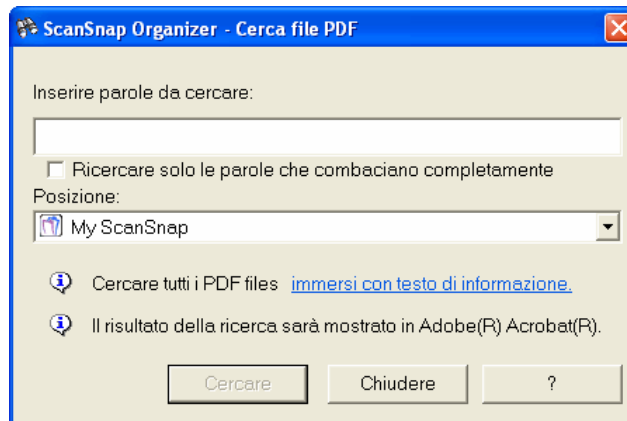 ScanSnap Organizer - Cerca file PDF
Inserire parole da cercare:
Ricercare solo le parole che combaciano completamente
Posizione:
My ScanSnap
Cercare tutti i PDF files immersi con testo di informazione.
Il risultato della ricerca sarà mostrato in Adobe(R) Acrobat(R).
Cercare Chiudere ?